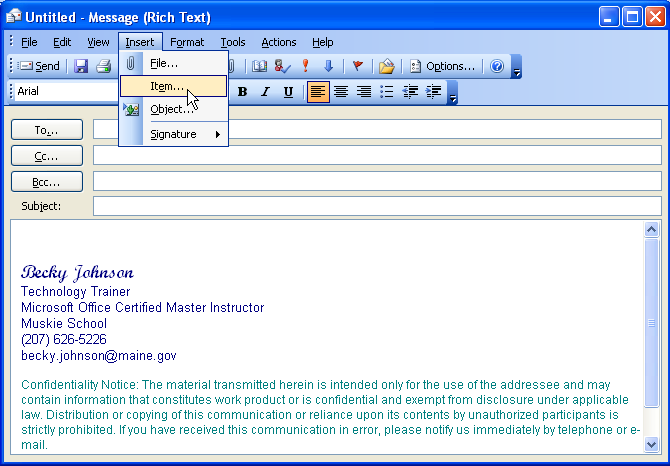 Untitled - Message (Rich Text)
File Edit View Insert Format Tools Actions Help
Send Options...
Arial B I U
File...
Item...
Object...
Signature
To...
Cc...
Bcc...
Subject:
Becky Johnson
Technology Trainer
Microsoft Office Certified Master Instructor
Muskie School
(207) 626-5226
becky.johnson@maine.gov
Confidentiality Notice: The material transmitted herein is intended only for the use of the addressee and may
contain information that constitutes work product or is confidential and exempt from disclosure under applicable
law. Distribution or copying of this communication or reliance upon its contents by unauthorized participants is
strictly prohibited. If you have received this communication in error, please notify us immediately by telephone or e-
mail.